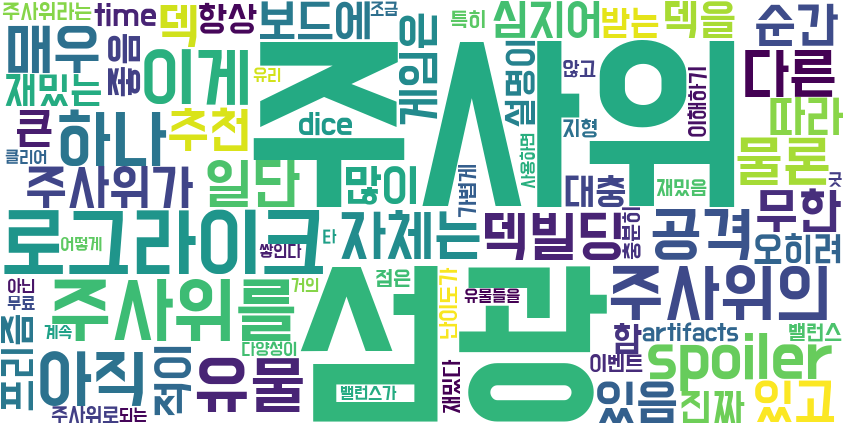 주사위라는 time 덱 항상 보드에 조금 특히 심지어 받는 덱을 순간
매우 좋음 이게 유리 게임은 설명이 않고 이해하기 다른
재밌는 주사위 따라
큰 하나 추천 dice 지형 물론
클리어 사용하면
주사위가 일단 많이 가볍게 대충 재밌음 긋
로그라이크 자체는 덱빌딩 충분히 공격 무한
어떻게 쌓인다 타 오히려
아닌 주사위를 거의 섬광 점은 유물들을 주사위의
무료 난이도가
프리즘 계속 함 artifacts 밸런스
아직 적이 유물 다양성이 이벤트 spoiler
밸런스가 재밌다 있음 진짜 있고
주사위로 되는